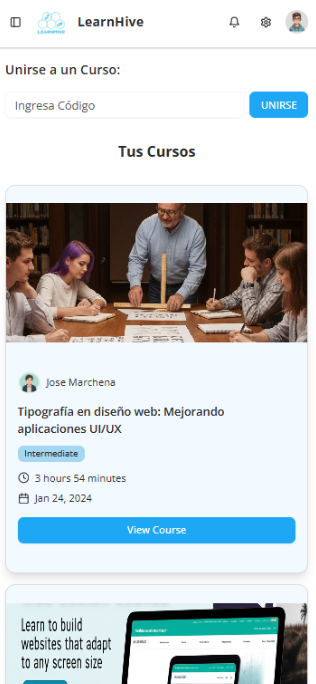 LEARNHIVE
LearnHive
Unirse a un Curso:
Ingresa Código
UNIRSE
Tus Cursos
Jose Marchena
Tipografía en diseño web: Mejorando
aplicaciones UI/UX
Intermediate
3 hours 54 minutes
Jan 24, 2024
View Course
Learn to build
websites that adapt
to any screen size